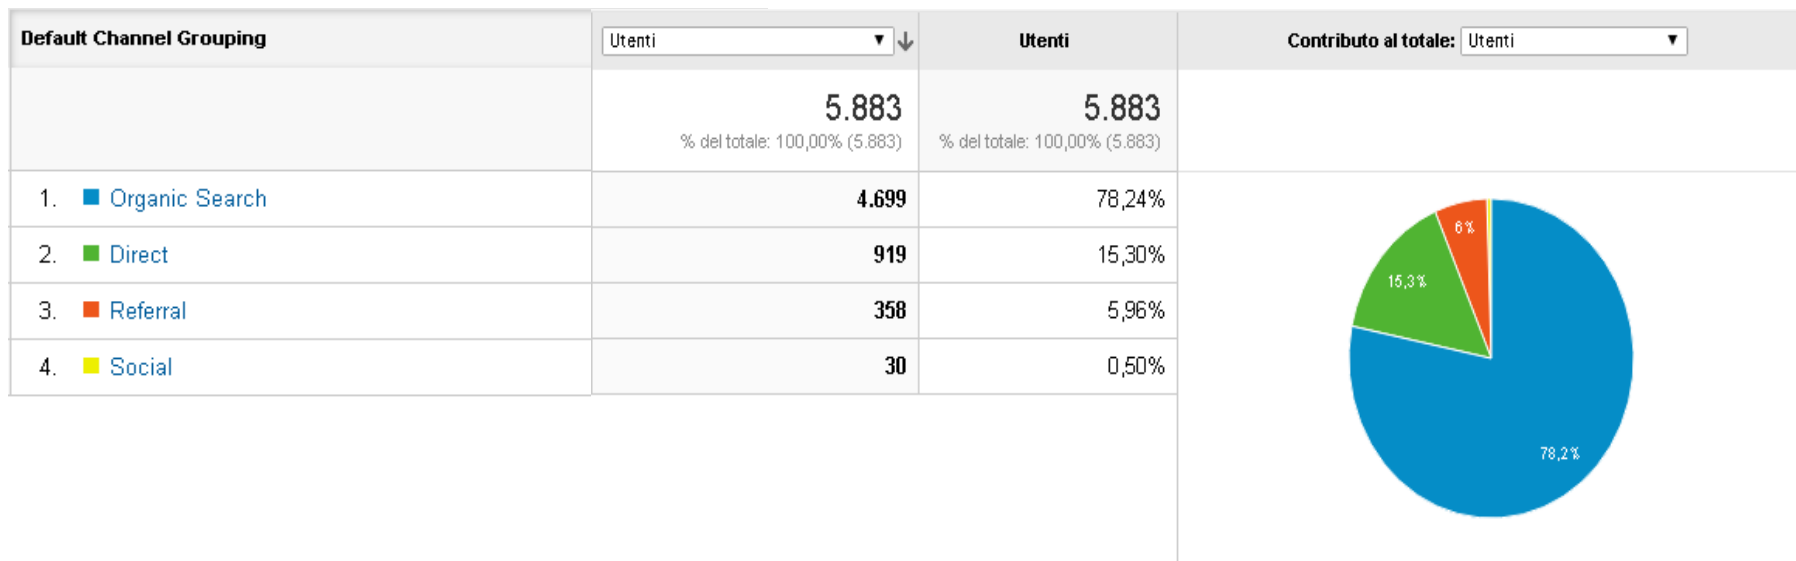 Default Channel Grouping
Utenti
Utenti
Contributo al totale: Utenti
5.883
5.883
% del totale: 100,00% (5.883)
% del totale: 100,00% (5.883)
1. Organic Search 4.699 78,24%
2. Direct 919 15,30%
3. Referral 358 5,96%
4. Social 30 0,50%
6%
15,3%
78,2%